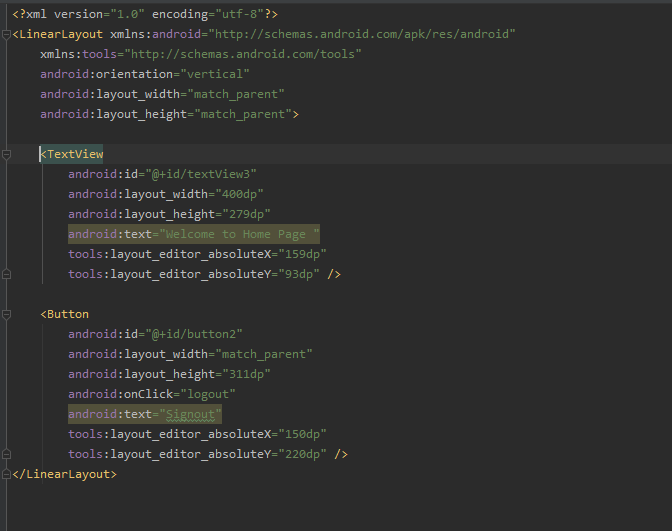 <?xml version="1.0" encoding="utf-8"?>
<LinearLayout xmlns:android="http://schemas.android.com/apk/res/android"
    xmlns:tools="http://schemas.android.com/tools"
    android:orientation="vertical"
    android:layout_width="match_parent"
    android:layout_height="match_parent">

    <TextView
        android:id="@+id/textView3"
        android:layout_width="400dp"
        android:layout_height="279dp"
        android:text="Welcome to Home Page "
        tools:layout_editor_absoluteX="159dp"
        tools:layout_editor_absoluteY="93dp" />

    <Button
        android:id="@+id/button2"
        android:layout_width="match_parent"
        android:layout_height="311dp"
        android:onClick="logout"
        android:text="Signout"
        tools:layout_editor_absoluteX="150dp"
        tools:layout_editor_absoluteY="220dp" />
</LinearLayout>